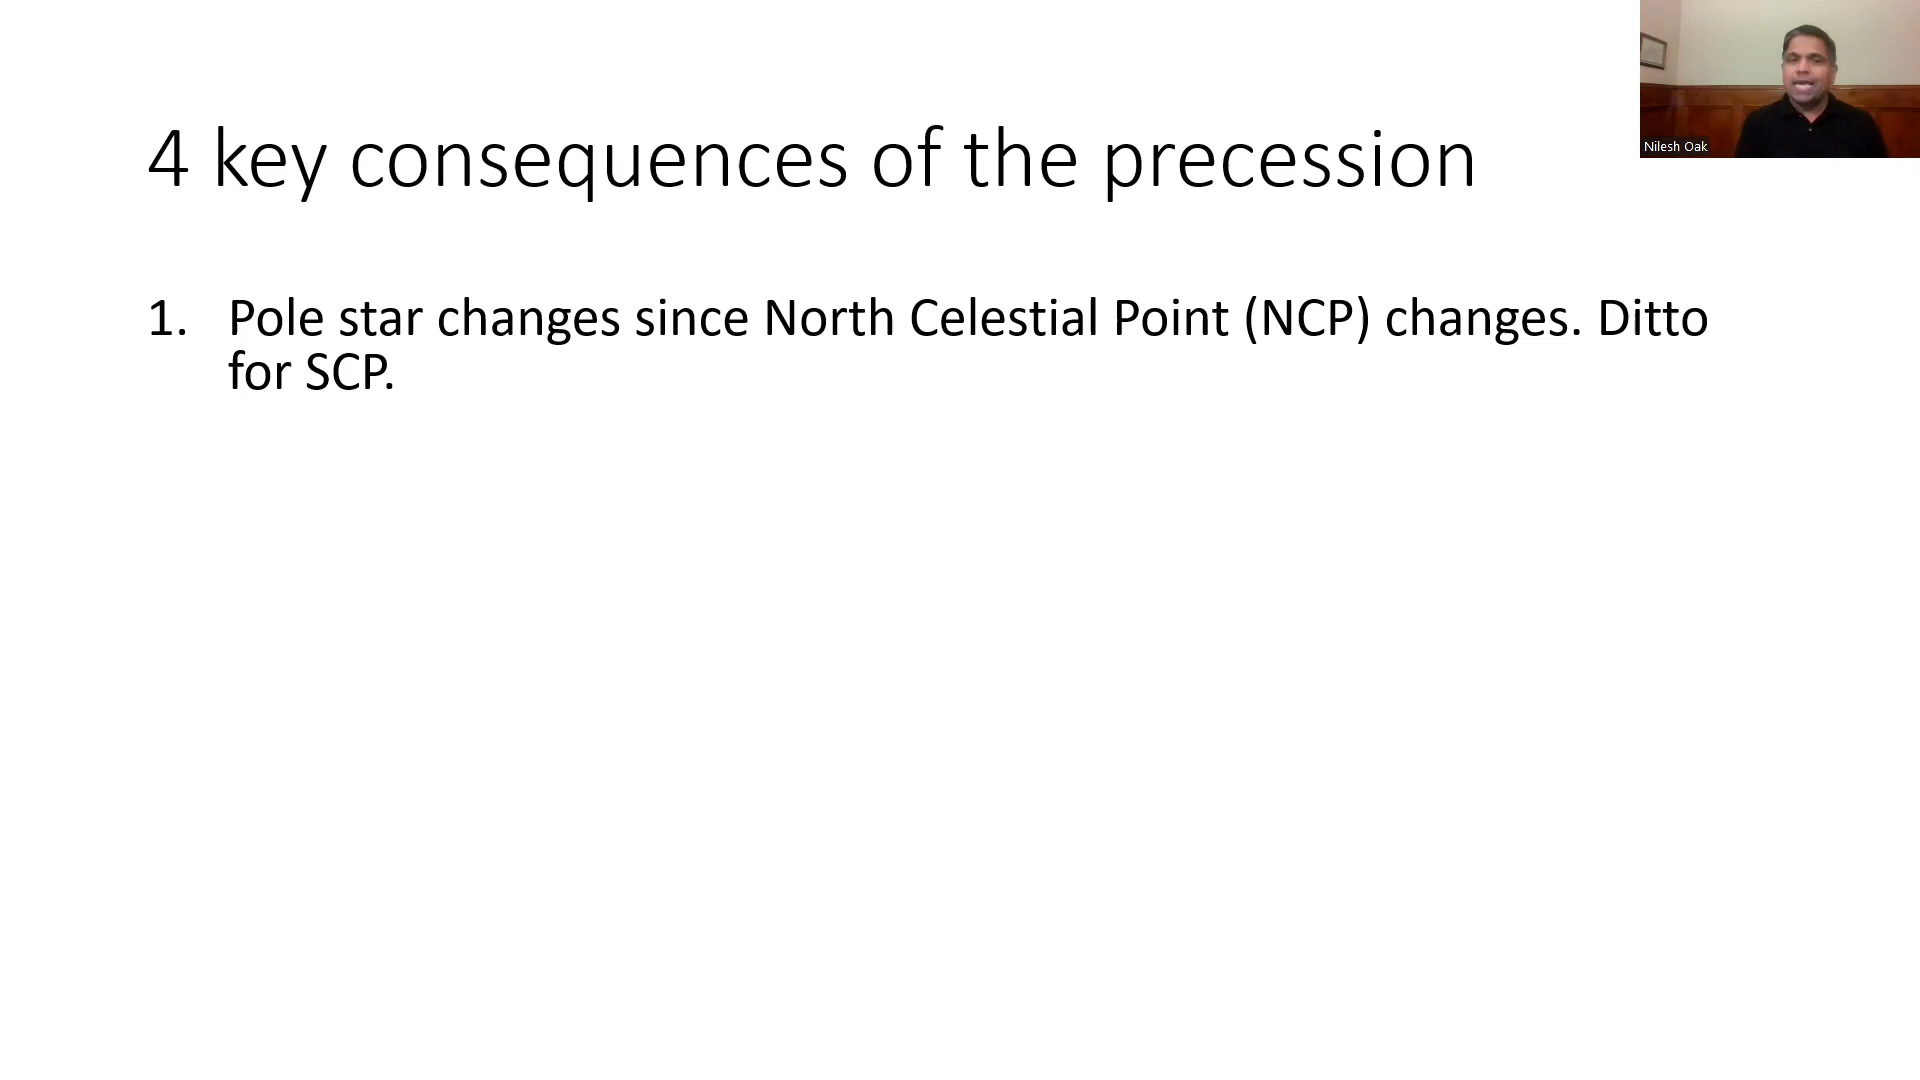 4 key consequences of the precession
Nilesh Oak
1. Pole star changes since North Celestial Point (NCP) changes. Ditto
for SCP.